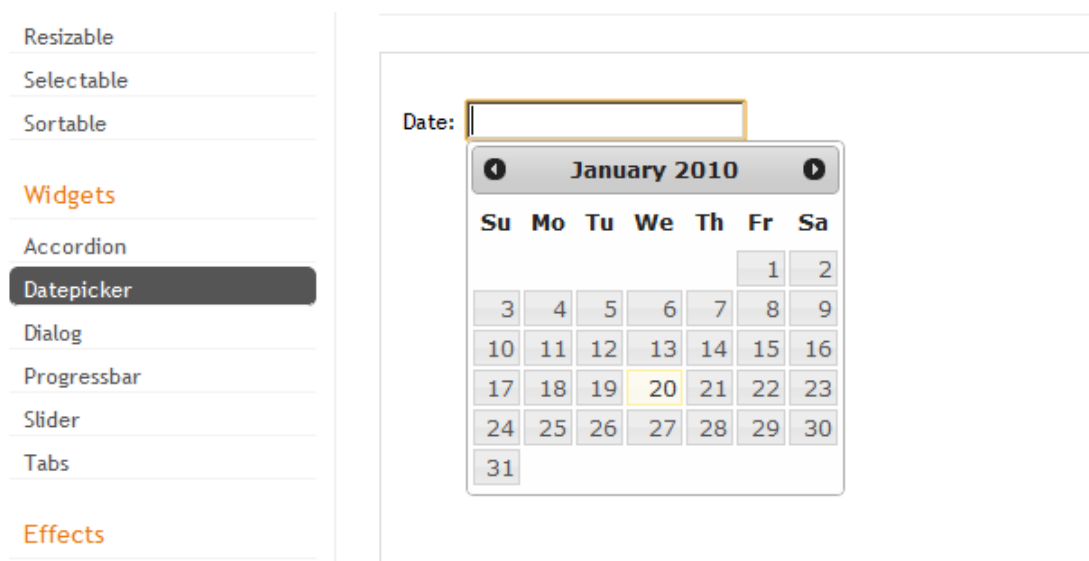 Resizable
Selectable
Sortable
Widgets
Accordion
Datepicker
Dialog
Progressbar
Slider
Tabs
Effects
Date:
January 2010
Su Mo Tu We Th Fr Sa
1 2
3 4 5 6 7 8 9
10 11 12 13 14 15 16
17 18 19 20 21 22 23
24 25 26 27 28 29 30
31